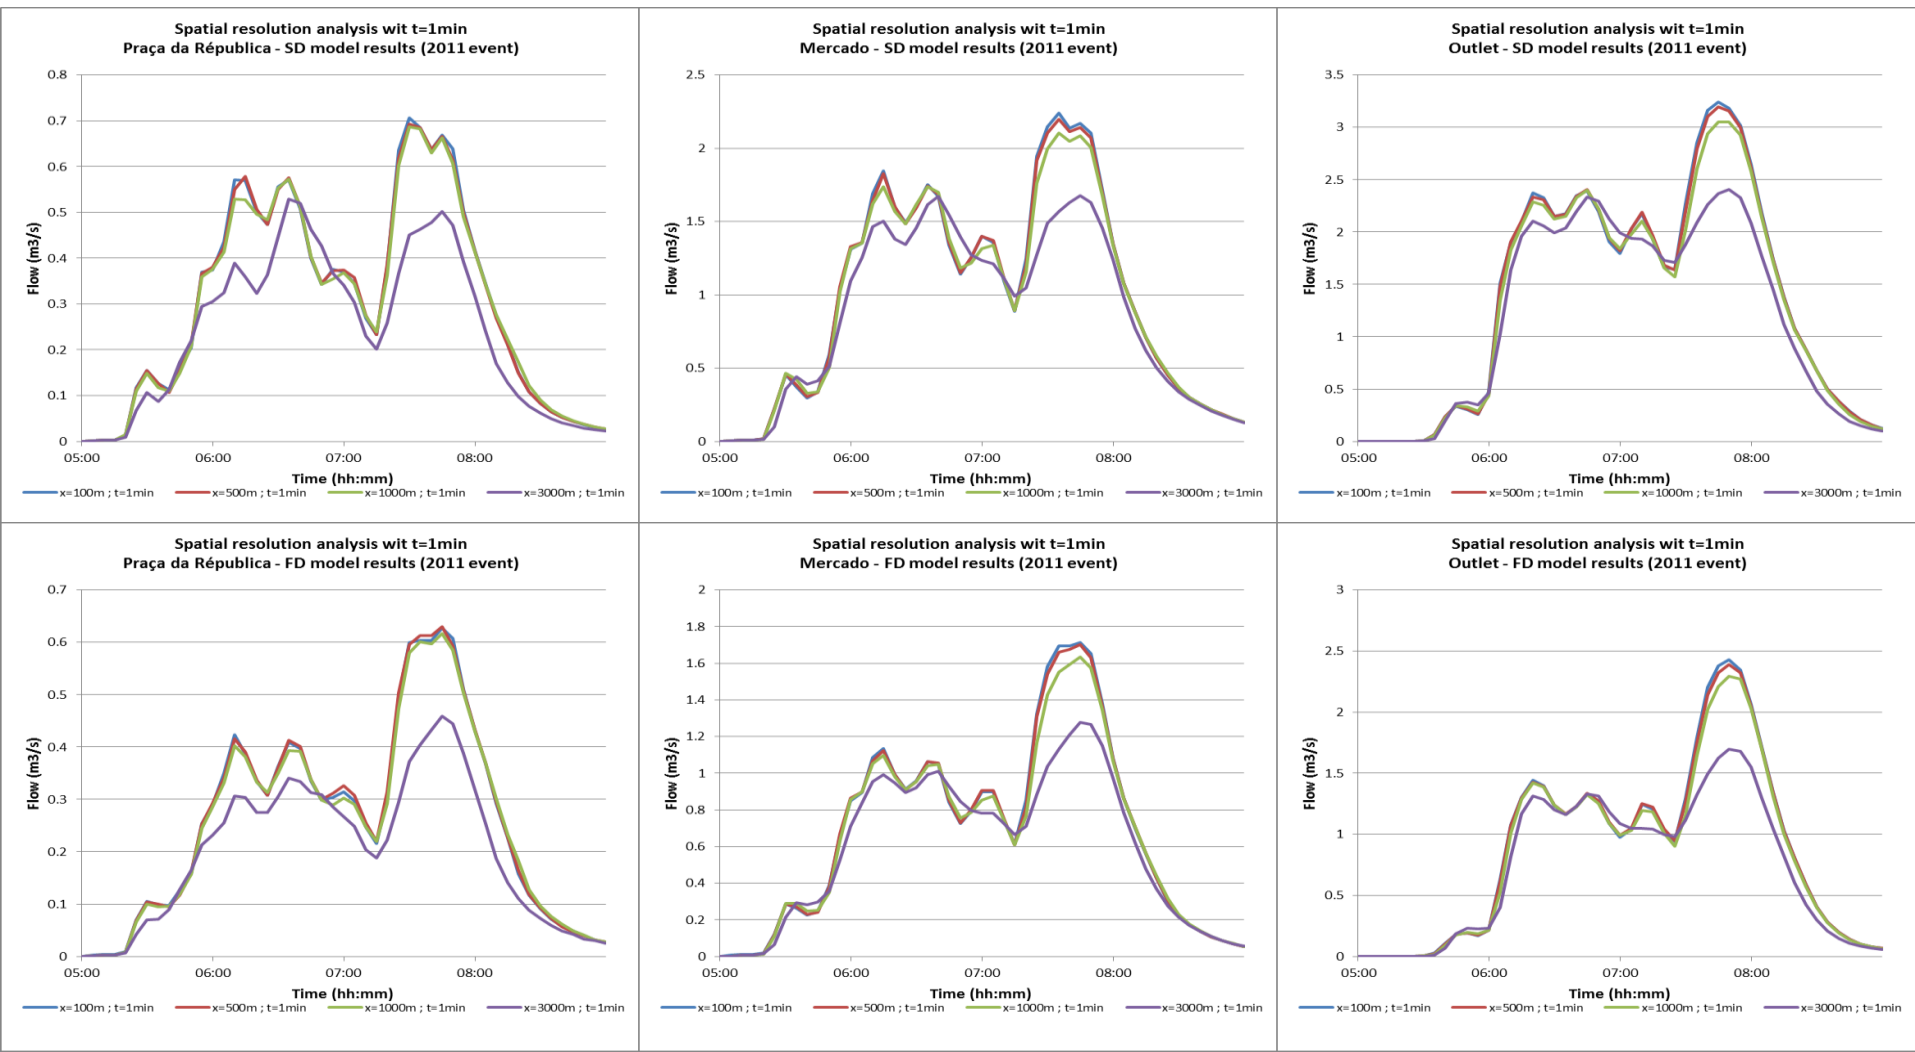 Spatial resolution analysis wit t=1min
Praça da Républica - SD model results (2011 event)
0.8
0.7
0.6
0.5
0.4
0.3
0.2
0.1
0
Flow (m3/s)
05:00 06:00 07:00 08:00
Time (hh:mm)
x=100m ; t=1min x=500m ; t=1min x=1000m ; t=1min x=3000m ; t=1min
Spatial resolution analysis wit t=1min
Mercado - SD model results (2011 event)
2.5
2
1.5
1
0.5
0
Flow (m3/s)
05:00 06:00 07:00 08:00
Time (hh:mm)
x=100m ; t=1min x=500m ; t=1min x=1000m ; t=1min x=3000m ; t=1min
Spatial resolution analysis wit t=1min
Outlet - SD model results (2011 event)
3.5
3
2.5
2
1.5
1
0.5
0
Flow (m3/s)
05:00 06:00 07:00 08:00
Time (hh:mm)
x=100m ; t=1min x=500m ; t=1min x=1000m ; t=1min x=3000m ; t=1min
Spatial resolution analysis wit t=1min
Praça da Républica - FD model results (2011 event)
0.7
0.6
0.5
0.4
0.3
0.2
0.1
0
Flow (m3/s)
05:00 06:00 07:00 08:00
Time (hh:mm)
x=100m ; t=1min x=500m ; t=1min x=1000m ; t=1min x=3000m ; t=1min
Spatial resolution analysis wit t=1min
Mercado - FD model results (2011 event)
2
1.8
1.6
1.4
1.2
1
0.8
0.6
0.4
0.2
0
Flow (m3/s)
05:00 06:00 07:00 08:00
Time (hh:mm)
x=100m ; t=1min x=500m ; t=1min x=1000m ; t=1min x=3000m ; t=1min
Spatial resolution analysis wit t=1min
Outlet - FD model results (2011 event)
3
2.5
2
1.5
1
0.5
0
Flow (m3/s)
05:00 06:00 07:00 08:00
Time (hh:mm)
x=100m ; t=1min x=500m ; t=1min x=1000m ; t=1min x=3000m ; t=1min